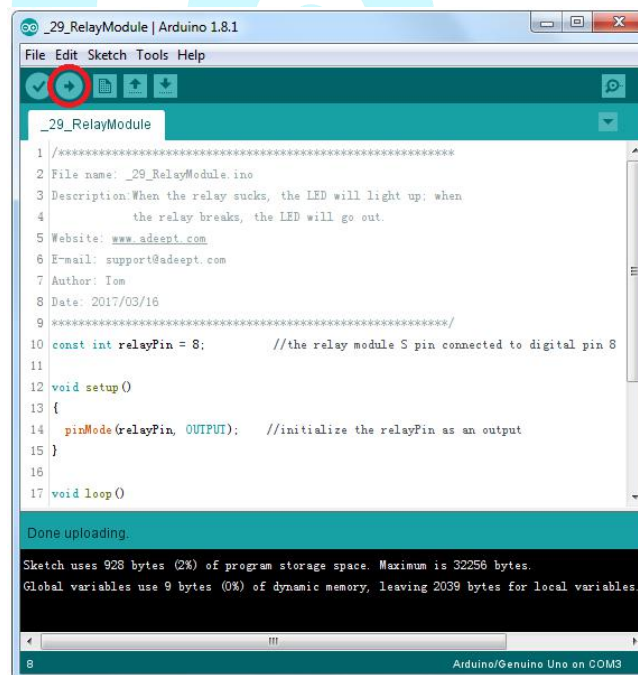 _29_RelayModule | Arduino 1.8.1
File Edit Sketch Tools Help
_29_RelayModule
1 /***********************************************************
2 File name: _29_RelayModule.ino
3 Description:When the relay sucks, the LED will light up; when
4 the relay breaks, the LED will go out.
5 Website: www.adeept.com
6 E-mail: support@adeept.com
7 Author: Tom
8 Date: 2017/03/16
9 ***********************************************************/
10 const int relayPin = 8; //the relay module S pin connected to digital pin 8
11
12 void setup()
13 {
14 pinMode(relayPin, OUTPUT); //initialize the relayPin as an output
15 }
16
17 void loop()
Done uploading.
Sketch uses 928 bytes (2%) of program storage space. Maximum is 32256 bytes.
Global variables use 9 bytes (0%) of dynamic memory, leaving 2039 bytes for local variables.
8 Arduino/Genuino Uno on COM3